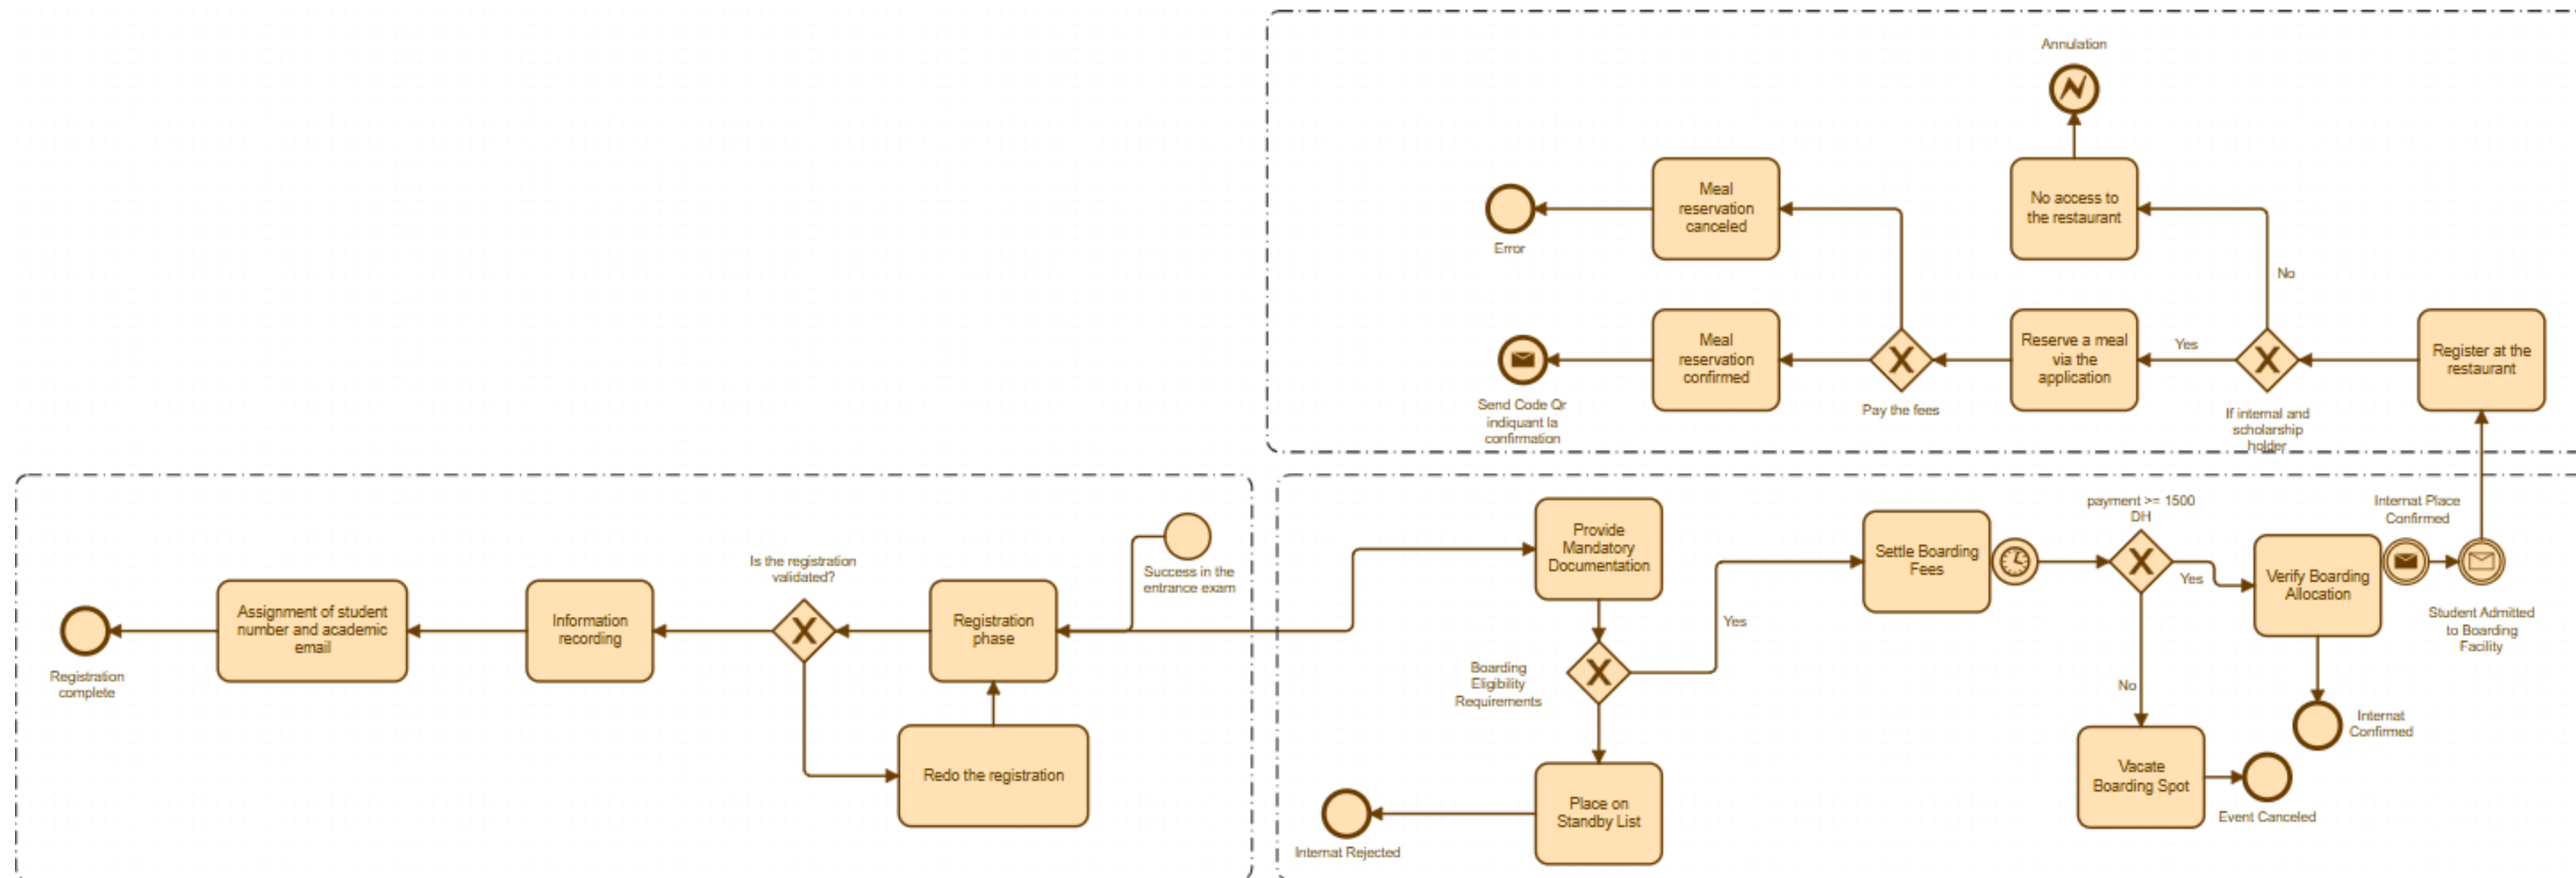 Annulation
Meal
reservation
canceled
No access to
the restaurant
Error
No
Meal
reservation
confirmed
Reserve a meal
via the
application
Yes
Register at the
restaurant
Send Code Qr
indiquant la
confirmation
Pay the fees
If internal and
scholarship
holder
Is the registration
validated?
Success in the
entrance exam
Assignment of student
number and academic
email
Information
recording
Registration
phase
Registration
complete
Redo the registration
Provide
Mandatory
Documentation
Boarding
Eligibility
Requirements
Yes
Place on
Standby List
Internat Rejected
Settle Boarding
Fees
payment >= 1500
DH
Yes
No
Verify Boarding
Allocation
Internat Place
Confirmed
Student Admitted
to Boarding
Facility
Internat
Confirmed
Vacate
Boarding Spot
Event Canceled